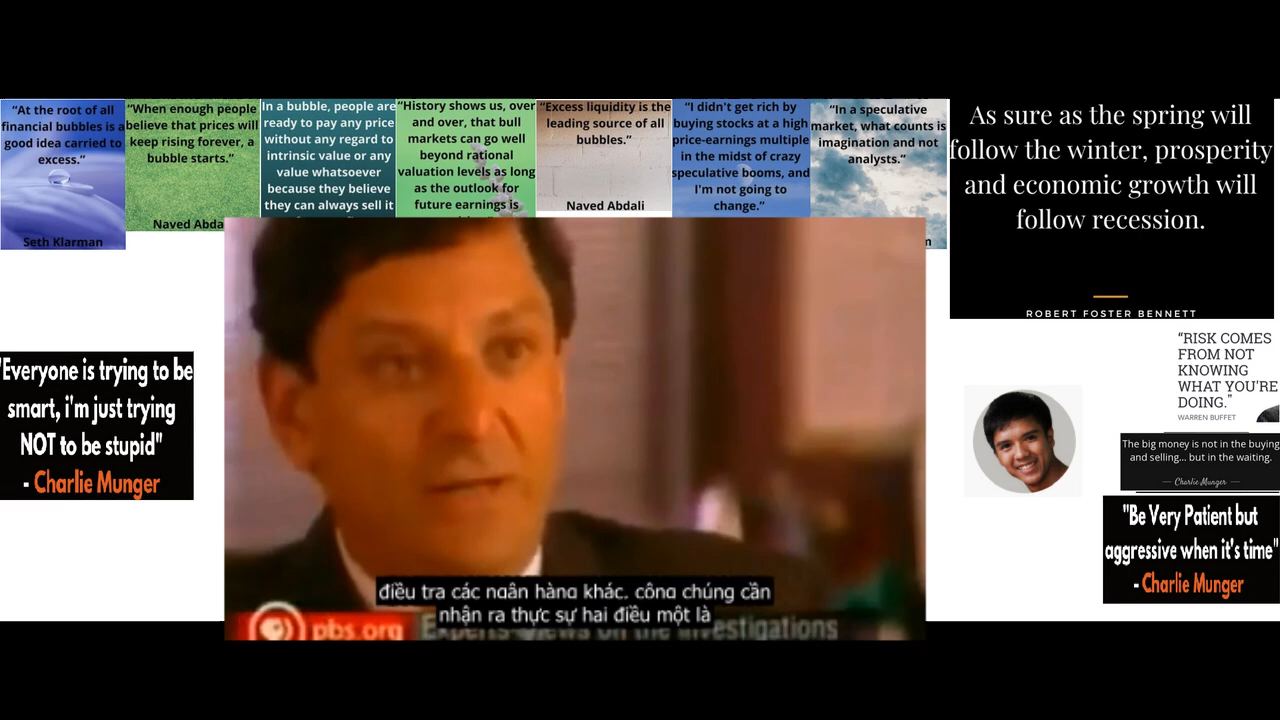 “At the root of all
financial bubbles is a
good idea carried to
excess.”
Seth Klarman
“When enough people
believe that prices will
keep rising forever, a
bubble starts.”
Naved Abda
In a bubble, people are
ready to pay any price
without any regard to
intrinsic value or any
value whatsoever
because they believe
they can always sell it
“History shows us, over
and over, that bull
markets can go well
beyond rational
valuation levels as long
as the outlook for
future earnings is
“Excess liquidity is the
leading source of all
bubbles.”
Naved Abdali
“I didn't get rich by
buying stocks at a high
price-earnings multiple
in the midst of crazy
speculative booms, and
I'm not going to
change.”
“In a speculative
market, what counts is
imagination and not
analysts.”
m
As sure as the spring will
follow the winter, prosperity
and economic growth will
follow recession.
ROBERT FOSTER BENNETT
"Everyone is trying to be
smart, i'm just trying
NOT to be stupid"
- Charlie Munger
điều tra các ngân hàng khác. công chúng cần
nhận ra thực sự hai điều một là
pbs.org
Experts' views on the investigations
“RISK COMES
FROM NOT
KNOWING
WHAT YOU'RE
DOING.”
WARREN BUFFET
The big money is not in the buying
and selling... but in the waiting.
— Charlie Munger —
"Be Very Patient but
aggressive when it's time"
- Charlie Munger